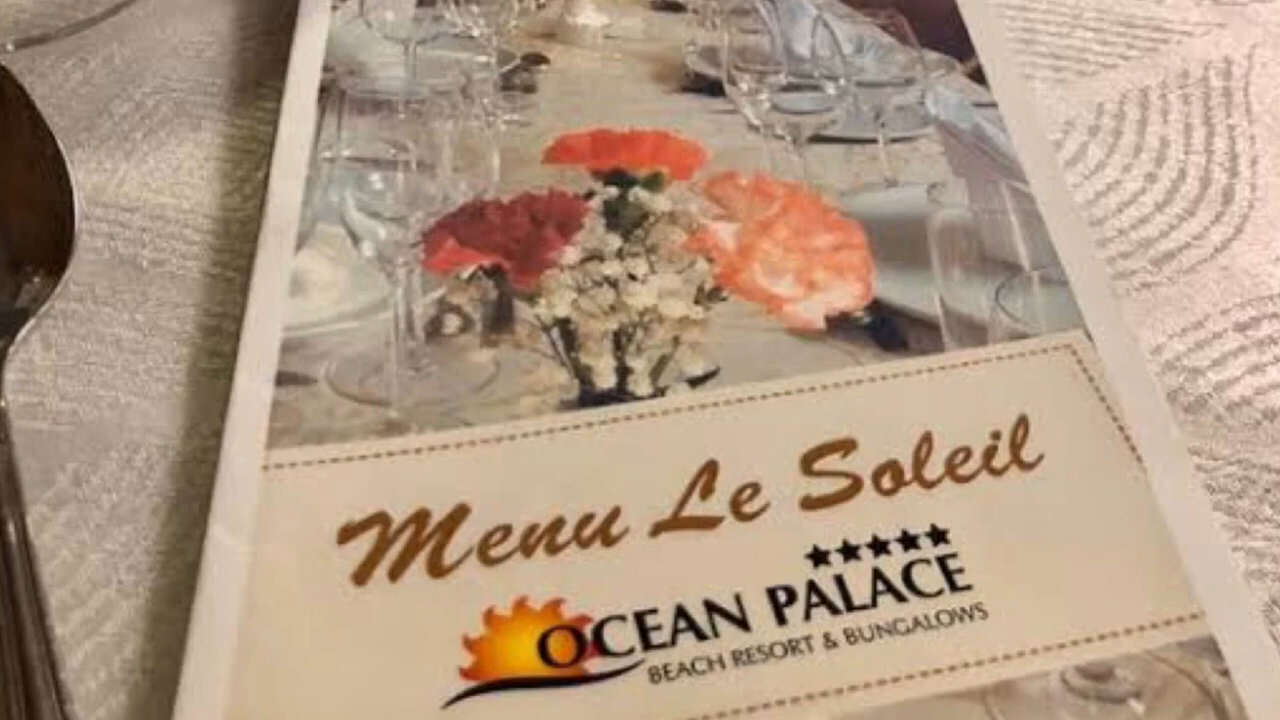 Menu Le Soleil
★★★★★
OCEAN PALACE
BEACH RESORT & BUNGALOWS